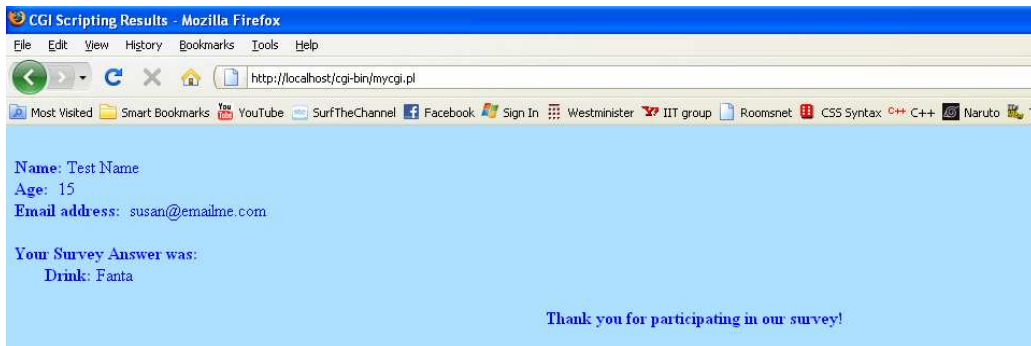 CGI Scripting Results - Mozilla Firefox
File Edit View History Bookmarks Tools Help
http://localhost/cgi-bin/mycgi.pl
Most Visited Smart Bookmarks You Tube YouTube SurfTheChannel Facebook Sign In Westminister IIT group Roomsnet CSS Syntax C++ C++ Naruto
Name: Test Name
Age: 15
Email address: susan@emailme.com
Your Survey Answer was:
Drink: Fanta
Thank you for participating in our survey!